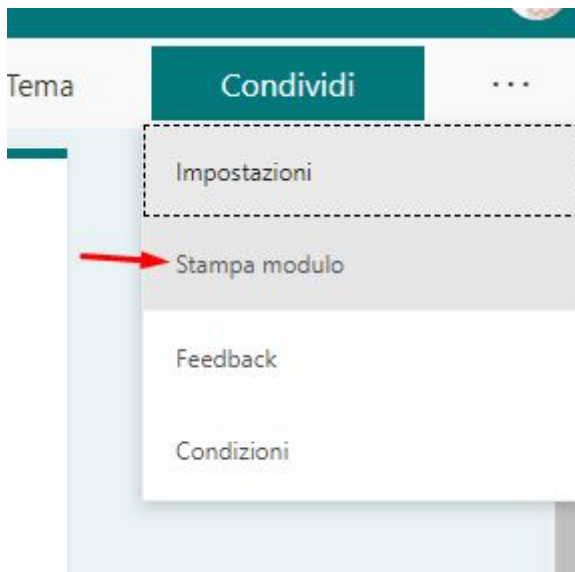 Tema Condividi ...
Impostazioni
Stampa modulo
Feedback
Condizioni